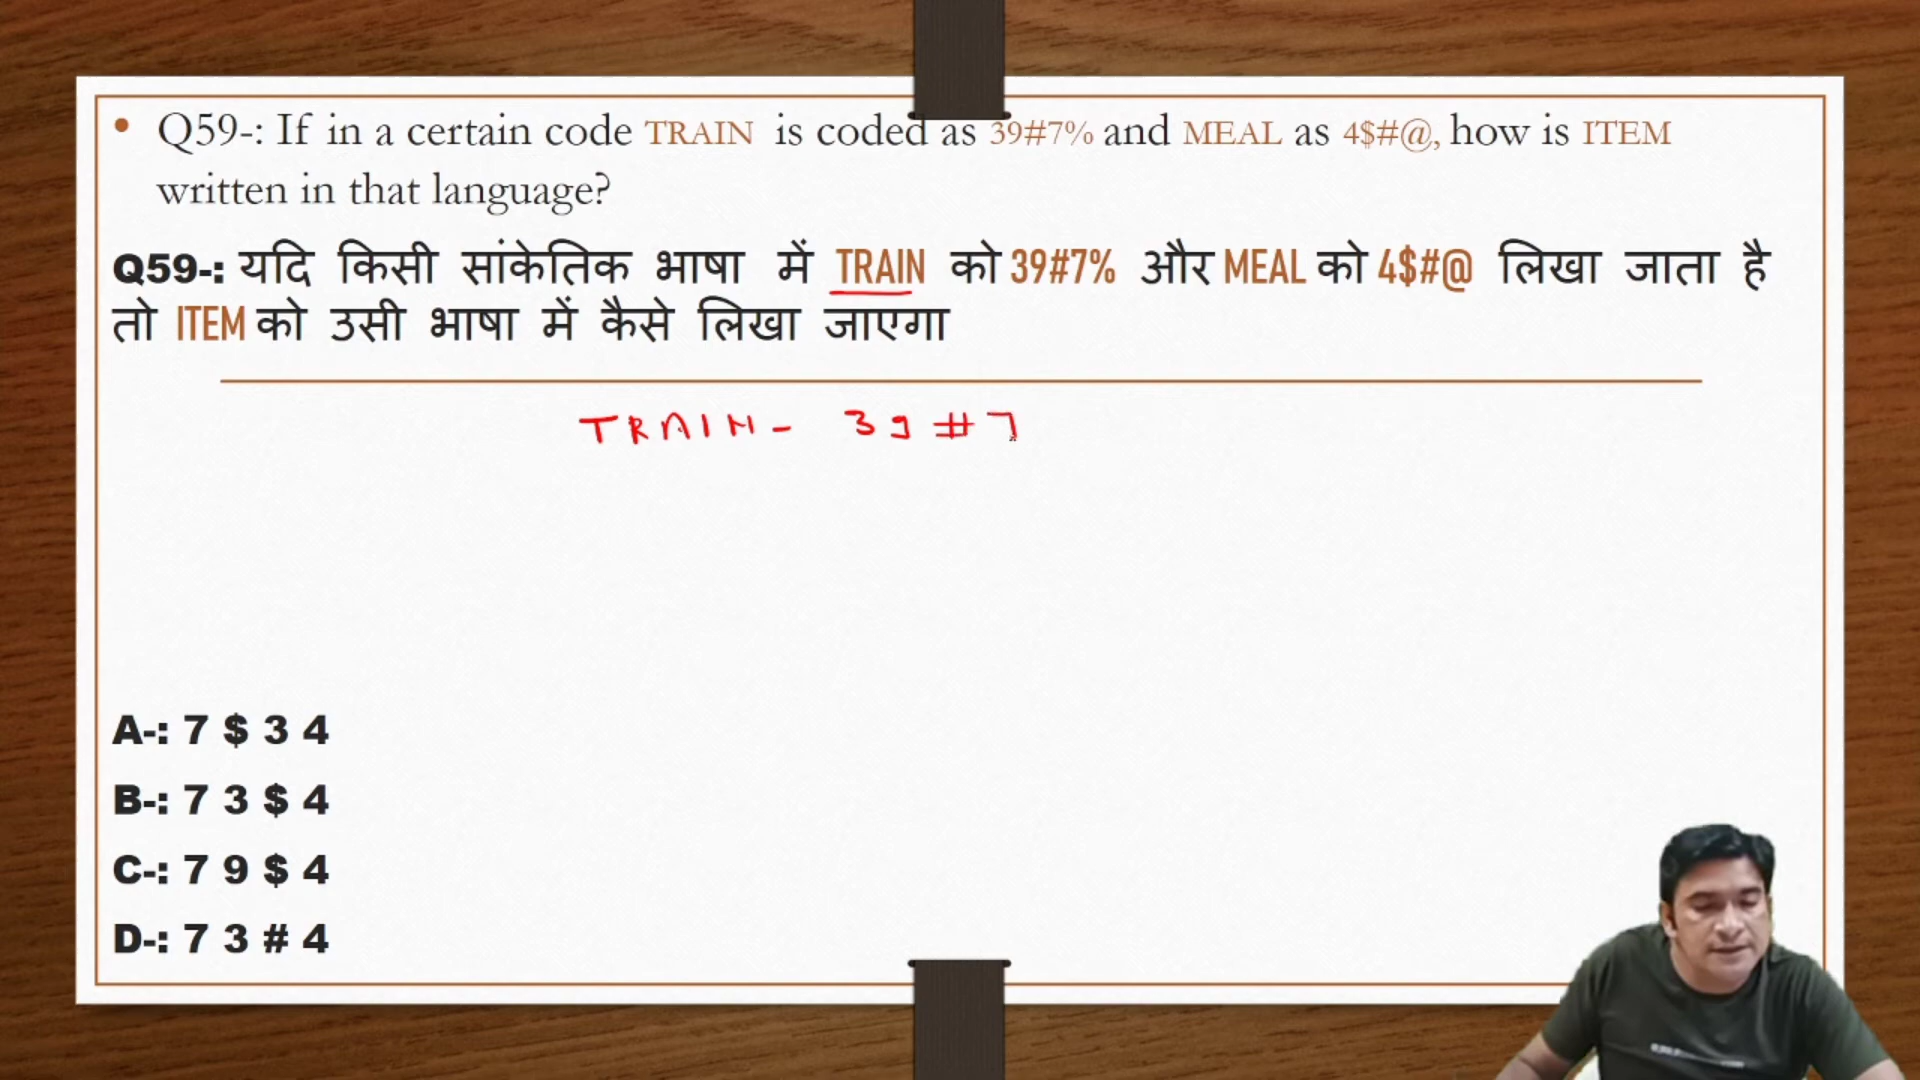 • Q59-: If in a certain code TRAIN is coded as 39#7% and MEAL as 4$#@, how is ITEM
written in that language?
Q59-: यदि किसी सांकेतिक भाषा में TRAIN को 39#7% और MEAL को 4$#@ लिखा जाता है
तो ITEM को उसी भाषा में कैसे लिखा जाएगा
TRAIN - 39#7
A-: 7 $ 3 4
B-: 7 3 $ 4
C-: 7 9 $ 4
D-: 7 3 # 4